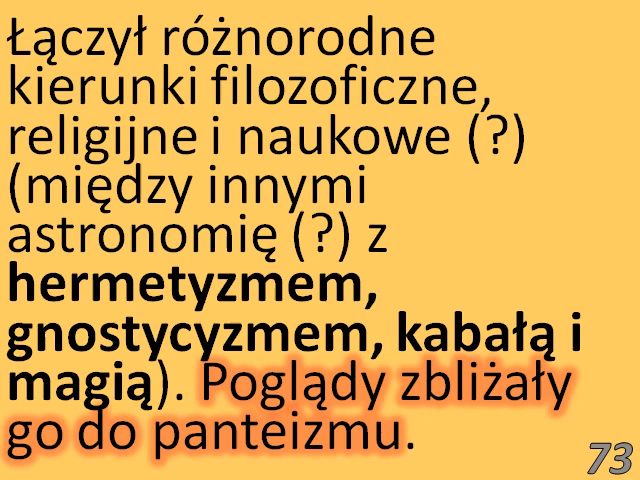 Łączył różnorodne
kierunki filozoficzne,
religijne i naukowe (?)
(między innymi
astronomię (?) z
hermetyzmem,
gnostycyzmem, kabałą i
magią). Poglądy zbliżały
go do panteizmu.
73